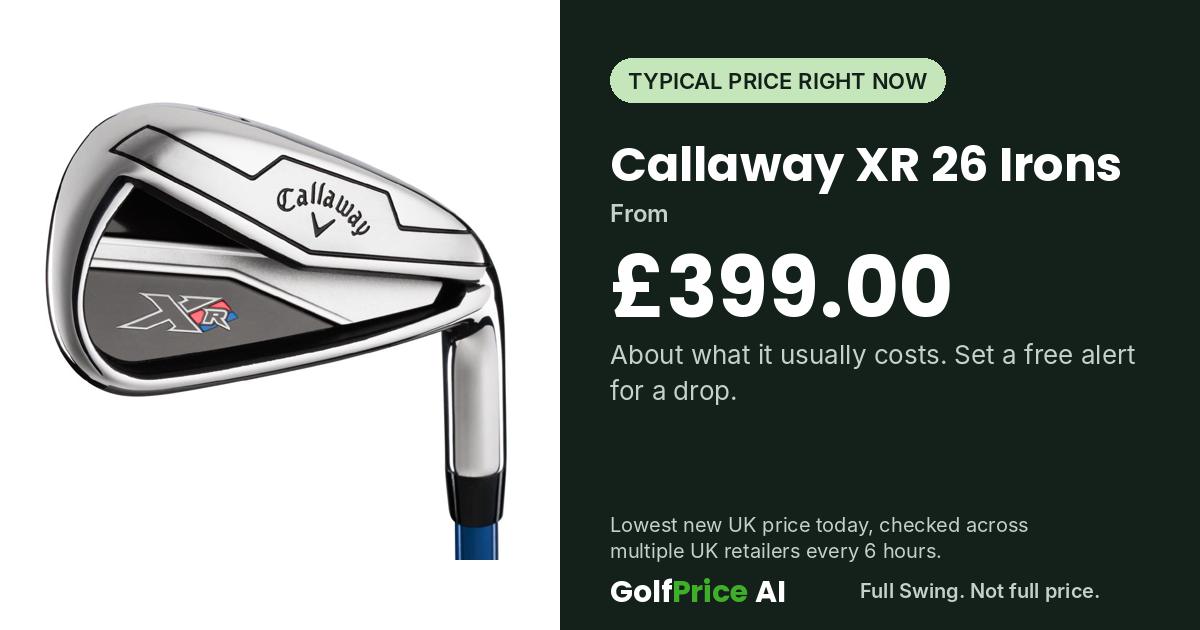 Callaway
XR
TYPICAL PRICE RIGHT NOW
Callaway XR 26 Irons
From
£399.00
About what it usually costs. Set a free alert
for a drop.
Lowest new UK price today, checked across
multiple UK retailers every 6 hours.
GolfPrice AI
Full Swing. Not full price.